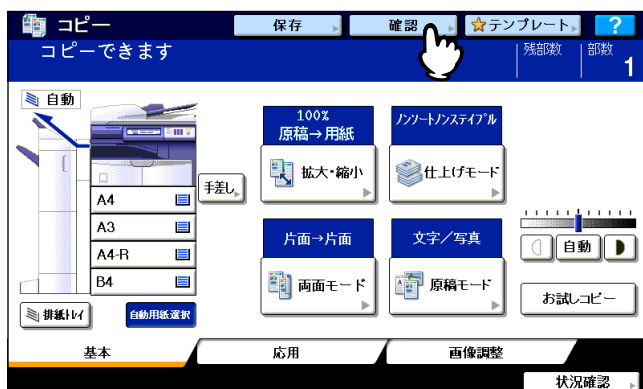 コピー
保存
確認
☆テンプレート
?
コピーできます
残部数
部数
1
自動
100%
原稿→用紙
拡大・縮小
ノンソートノンステイプル
仕上げモード
手差し
A4
A3
A4-R
B4
片面→片面
両面モード
文字／写真
原稿モード
自動
お試しコピー
排紙トレイ
自動用紙選択
基本
応用
画像調整
状況確認